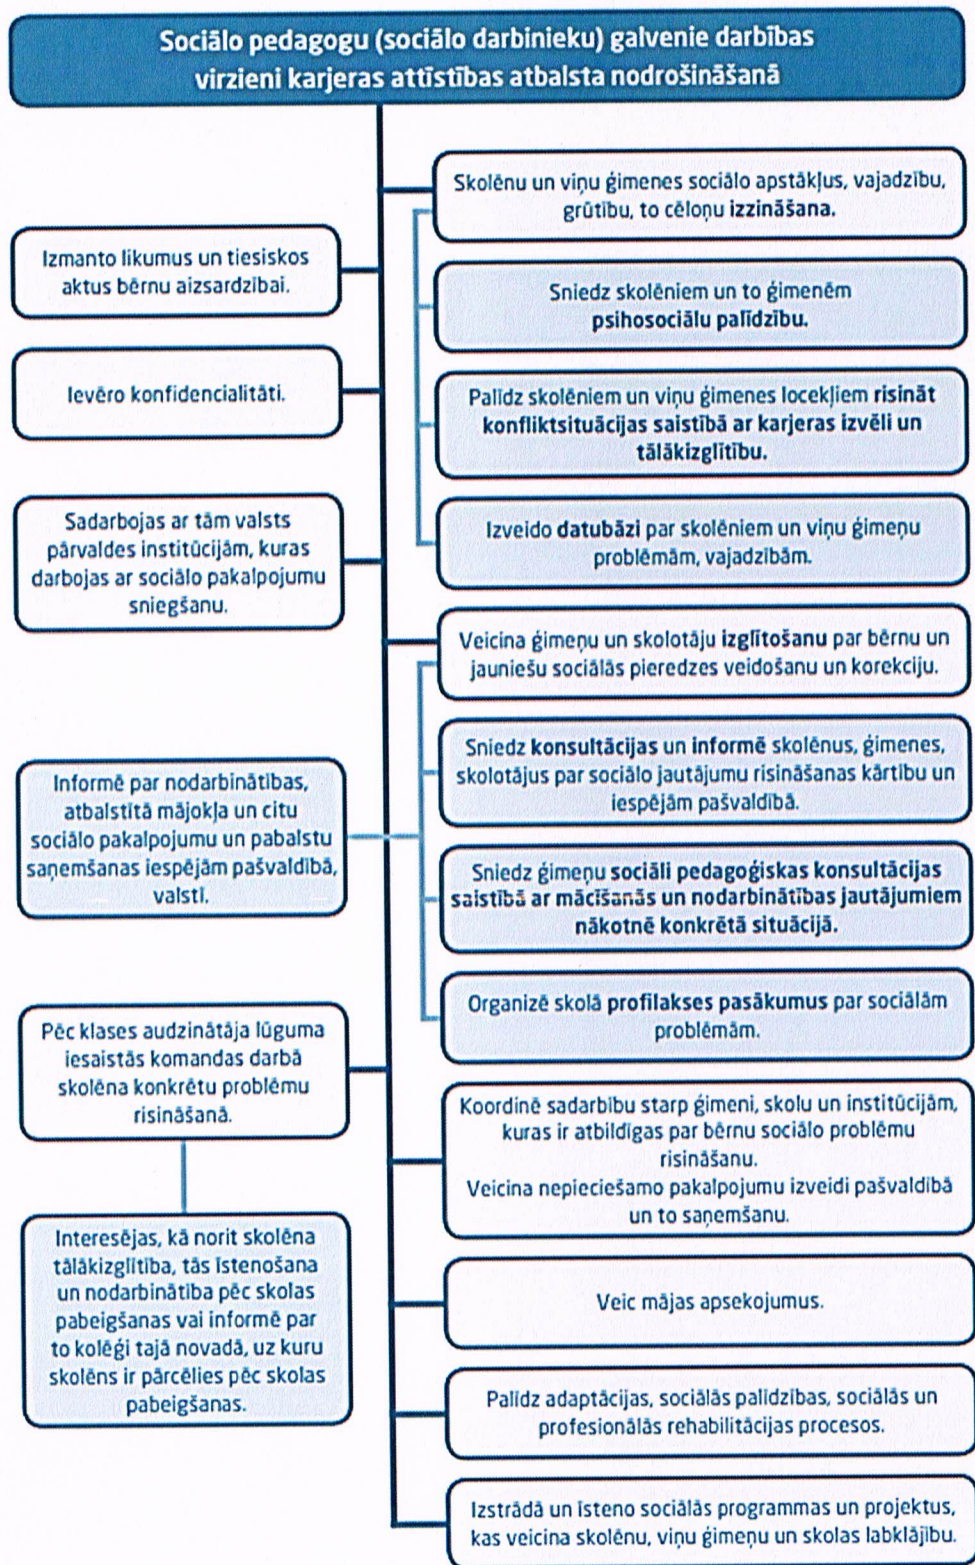 Sociālo pedagogu (sociālo darbinieku) galvenie darbības
virzieni karjeras attīstības atbalsta nodrošināšanā
Izmanto likumus un tiesiskos
aktus bērnu aizsardzībai.
Ievēro konfidencialitāti.
Sadarbojas ar tām valsts
pārvaldes institūcijām, kuras
darbojas ar sociālo pakalpojumu
sniegšanu.
Informē par nodarbinātības,
atbalstītā mājokļa un citu
sociālo pakalpojumu un pabalstu
saņemšanas iespējām pašvaldībā,
valstī.
Pēc klases audzinātāja lūguma
iesaistās komandas darbā
skolēna konkrētu problēmu
risināšanā.
Interesējas, kā norit skolēna
tālākizglītība, tās īstenošana
un nodarbinātība pēc skolas
pabeigšanas vai informē par
to kolēģi tajā novadā, uz kuru
skolēns ir pārcēlies pēc skolas
pabeigšanas.
Skolēnu un viņu ģimenes sociālo apstākļus, vajadzību,
grūtību, to cēloņu izzināšana.
Sniedz skolēniem un to ģimenēm
psihosociālu palīdzību.
Palīdz skolēniem un viņu ģimenes locekļiem risināt
konfliktsituācijas saistībā ar karjeras izvēli un
tālākizglītību.
Izveido datubāzi par skolēniem un viņu ģimeņu
problēmām, vajadzībām.
Veicina ģimeņu un skolotāju izglītošanu par bērnu un
jauniešu sociālās pieredzes veidošanu un korekciju.
Sniedz konsultācijas un informē skolēnus, ģimenes,
skolotājus par sociālo jautājumu risināšanas kārtību un
iespējām pašvaldībā.
Sniedz ģimeņu sociāli pedagoģiskas konsultācijas
saistībā ar mācīšanās un nodarbinātības jautājumiem
nākotnē konkrētā situācijā.
Organizē skolā profilakses pasākumus par sociālām
problēmām.
Koordinē sadarbību starp ģimeni, skolu un institūcijām,
kuras ir atbildīgas par bērnu sociālo problēmu
risināšanu.
Veicina nepieciešamo pakalpojumu izveidi pašvaldībā
un to saņemšanu.
Veic mājas apsekojumus.
Palīdz adaptācijas, sociālās palīdzības, sociālās un
profesionālās rehabilitācijas procesos.
Izstrādā un īsteno sociālās programmas un projektus,
kas veicina skolēnu, viņu ģimeņu un skolas labklājību.